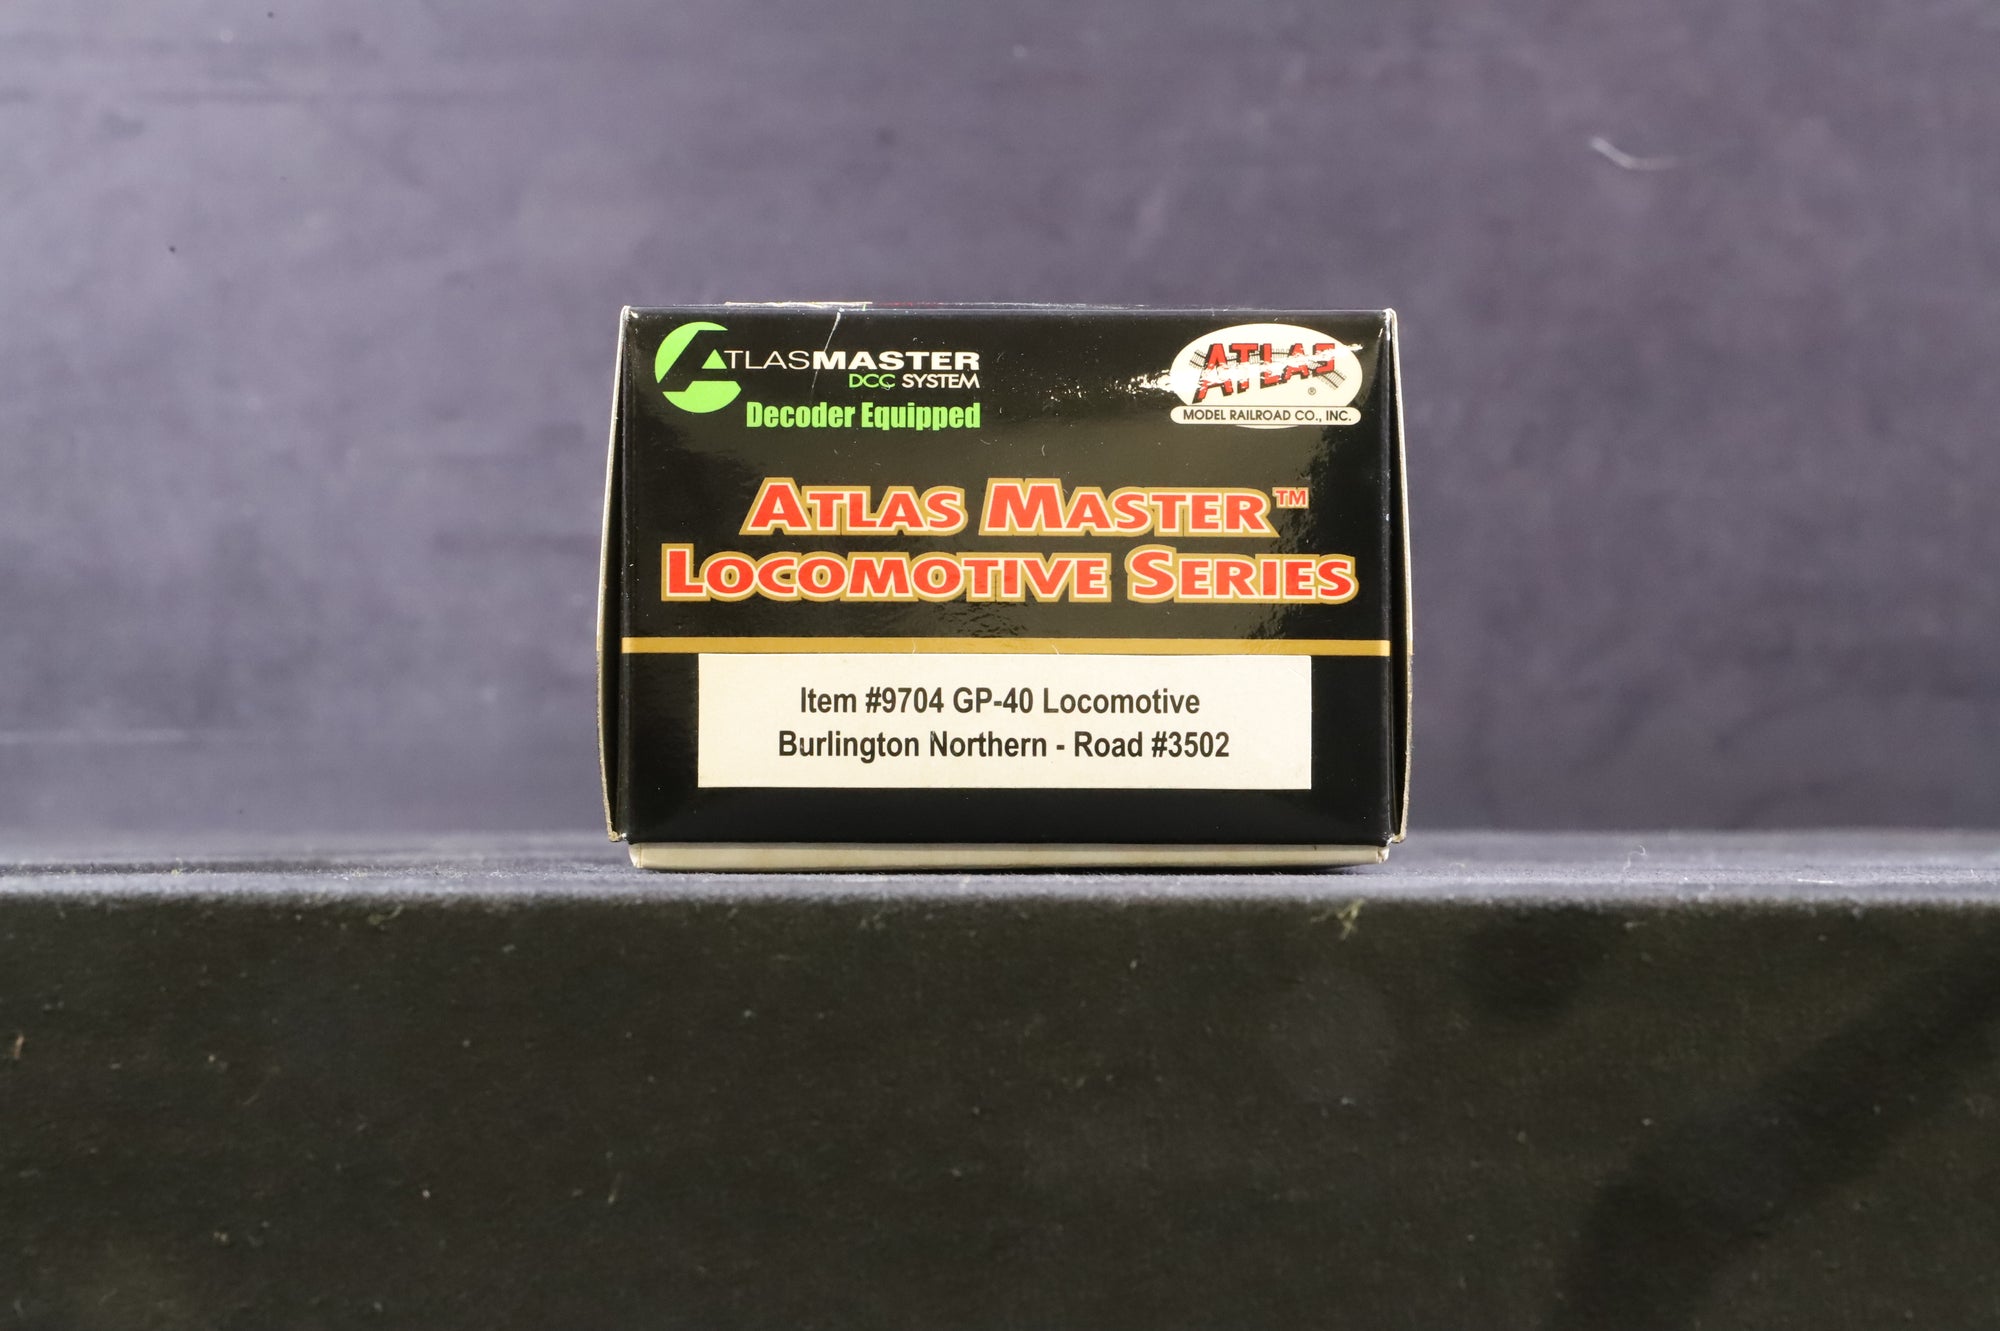 ATLASMASTER
DCC SYSTEM
Decoder Equipped
ATLAS
®
MODEL RAILROAD CO., INC.
ATLAS MASTER™
LOCOMOTIVE SERIES
Item #9704 GP-40 Locomotive
Burlington Northern - Road #3502